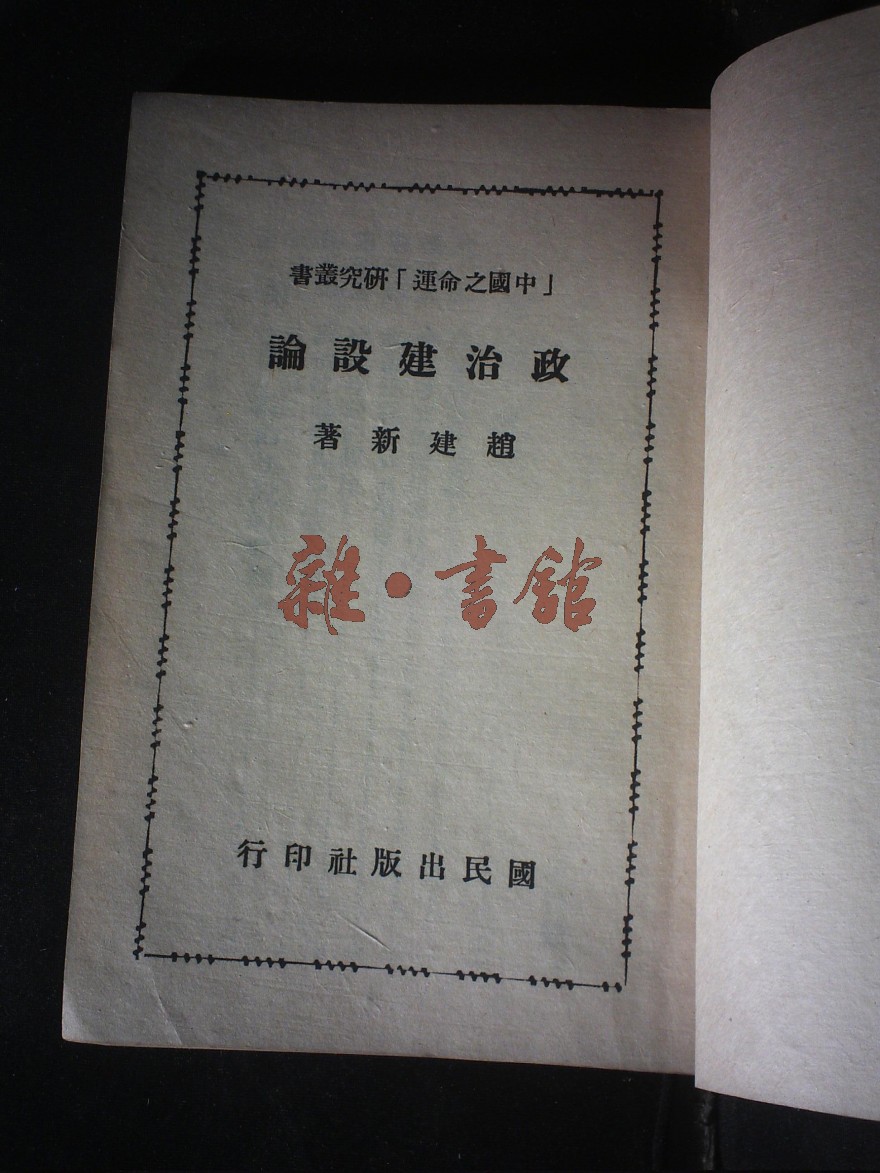 「中國之命運」研究叢書
政治建設論
趙建新著
雜·書館
國民出版社印行